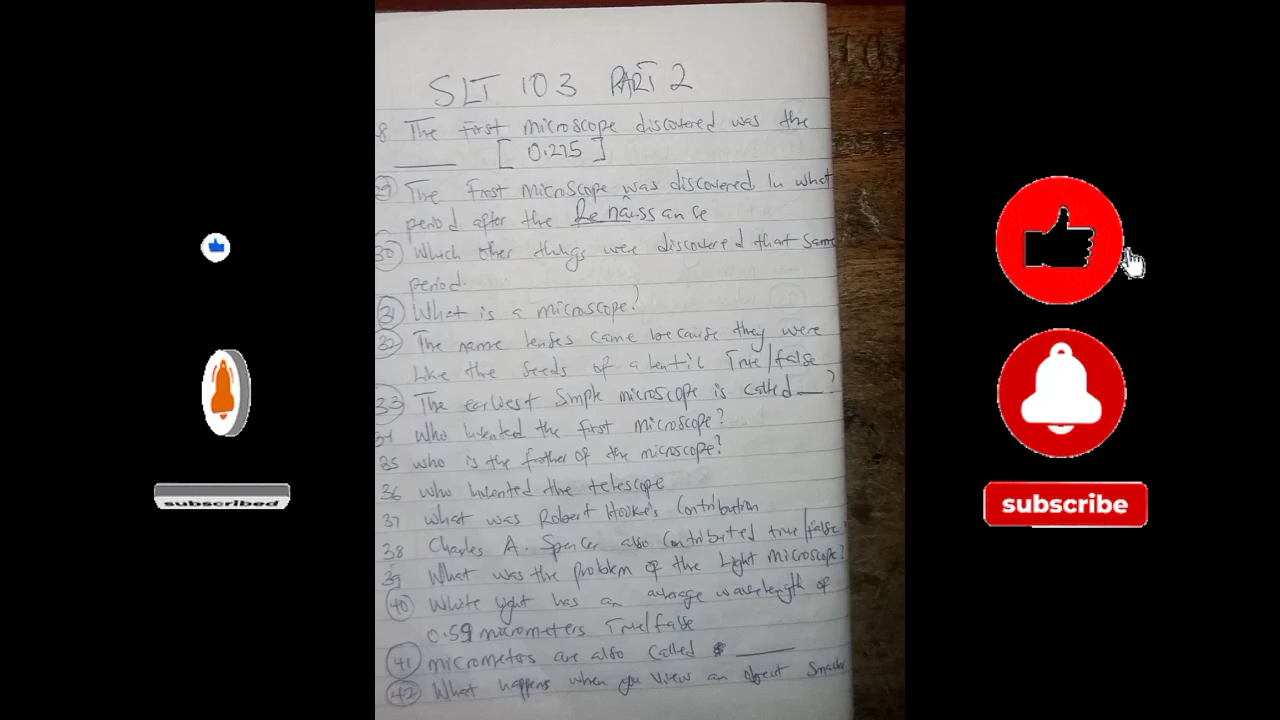 SLT 103 PART 2
8 The first microscope discovered was the
____ [0.275]
29 The first microscope was discovered in what
period after the Renaissance
30 Which other things were discovered that same
period.
31 What is a microscope?
32 The name lenses came because they were
Like the seeds of a lentil True/false
33 The earliest simple microscope is called ___?
34 Who invented the first microscope?
35 who is the father of the microscope?
36 who invented the telescope
37 what was Robert Hooke's Contribution
38 Charles A. Spencer also contributed true/false?
39 What was the problem of the Light microscope?
40 White light has an average wavelength of
0.55 micrometers True/false
41 micrometers are also called ____
42 What happens when you view an object smaller
subscribed
subscribe